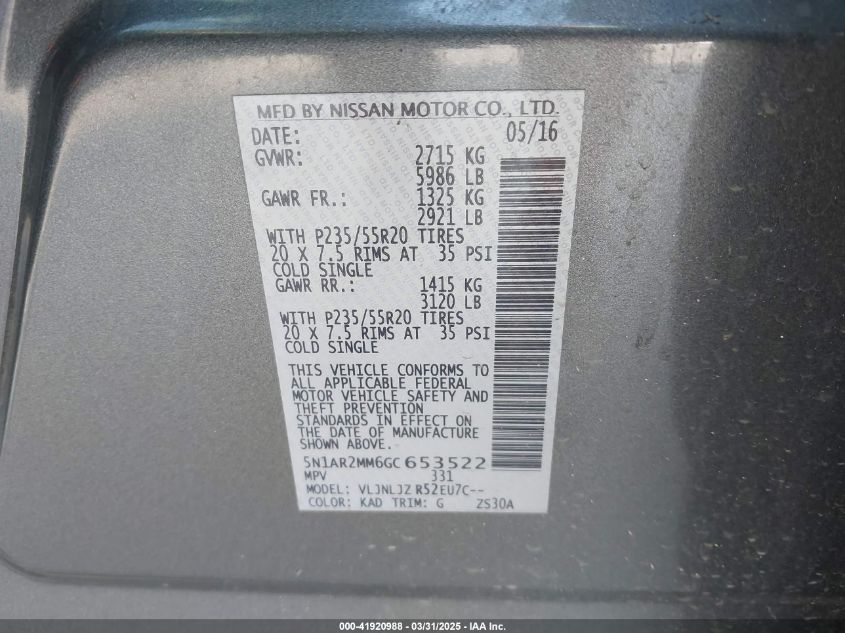 MFD BY NISSAN MOTOR CO., LTD.
DATE: 05/16
GVWR: 2715 KG
5986 LB
GAWR FR.: 1325 KG
2921 LB
WITH P235/55R20 TIRES
20 X 7.5 RIMS AT 35 PSI
COLD SINGLE
GAWR RR.: 1415 KG
3120 LB
WITH P235/55R20 TIRES
20 X 7.5 RIMS AT 35 PSI
COLD SINGLE
THIS VEHICLE CONFORMS TO
ALL APPLICABLE FEDERAL
MOTOR VEHICLE SAFETY AND
THEFT PREVENTION
STANDARDS IN EFFECT ON
THE DATE OF MANUFACTURE
SHOWN ABOVE.
5N1AR2MM6GC653522
MPV 331
MODEL: VLJNLJZ R52EU7C--
COLOR: KAD TRIM: G ZS30A
000-41920988 - 03/31/2025 - IAA Inc.